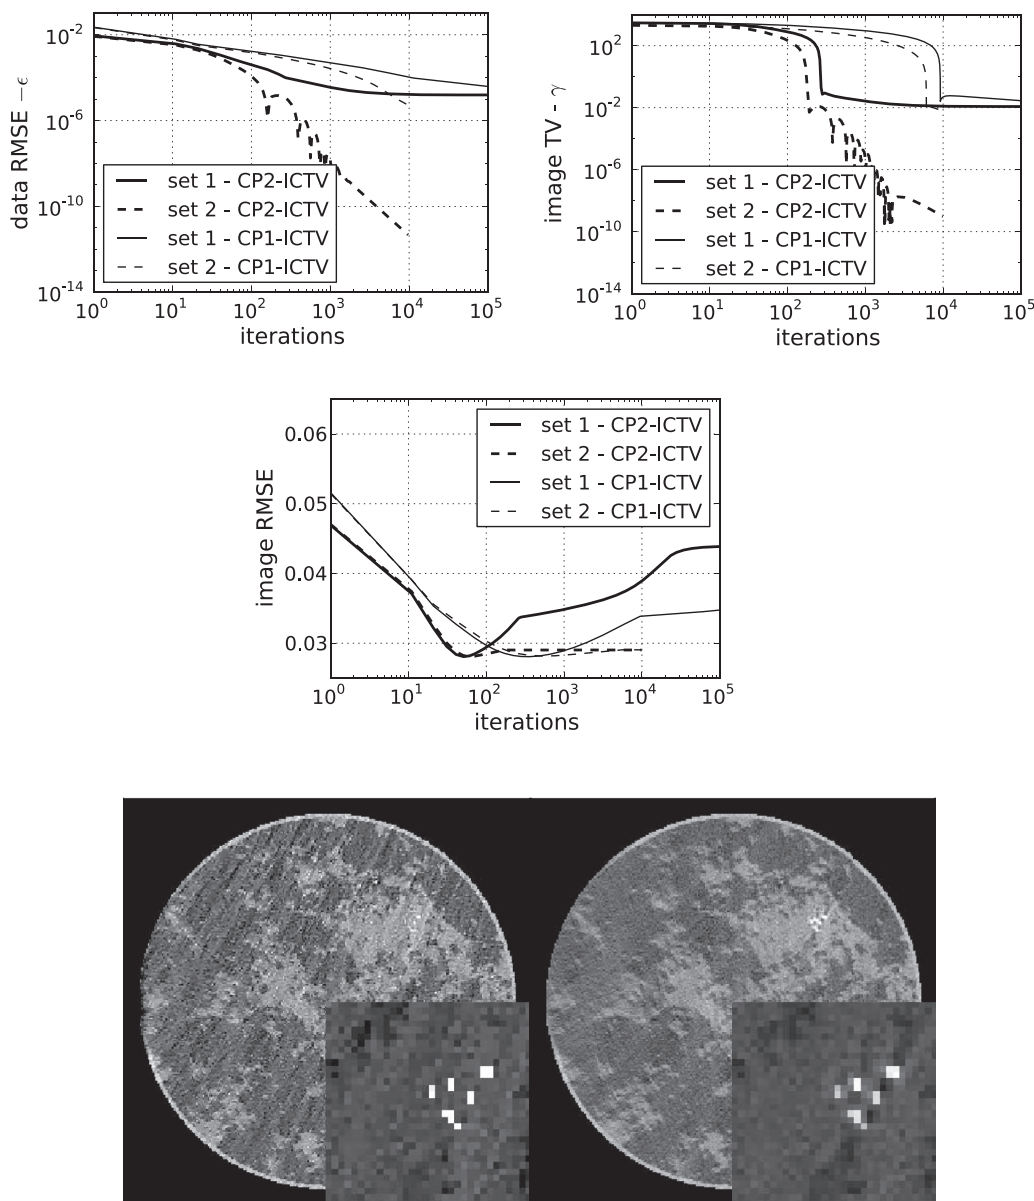 data RMSE −ϵ
10^-2
10^-6
10^-10
10^-14
set 1 - CP2-ICTV
set 2 - CP2-ICTV
set 1 - CP1-ICTV
set 2 - CP1-ICTV
10^0 10^1 10^2 10^3 10^4 10^5
iterations
image TV - γ
10^2
10^-2
10^-6
10^-10
10^-14
set 1 - CP2-ICTV
set 2 - CP2-ICTV
set 1 - CP1-ICTV
set 2 - CP1-ICTV
10^0 10^1 10^2 10^3 10^4 10^5
iterations
image RMSE
0.06
0.05
0.04
0.03
set 1 - CP2-ICTV
set 2 - CP2-ICTV
set 1 - CP1-ICTV
set 2 - CP1-ICTV
10^0 10^1 10^2 10^3 10^4 10^5
iterations